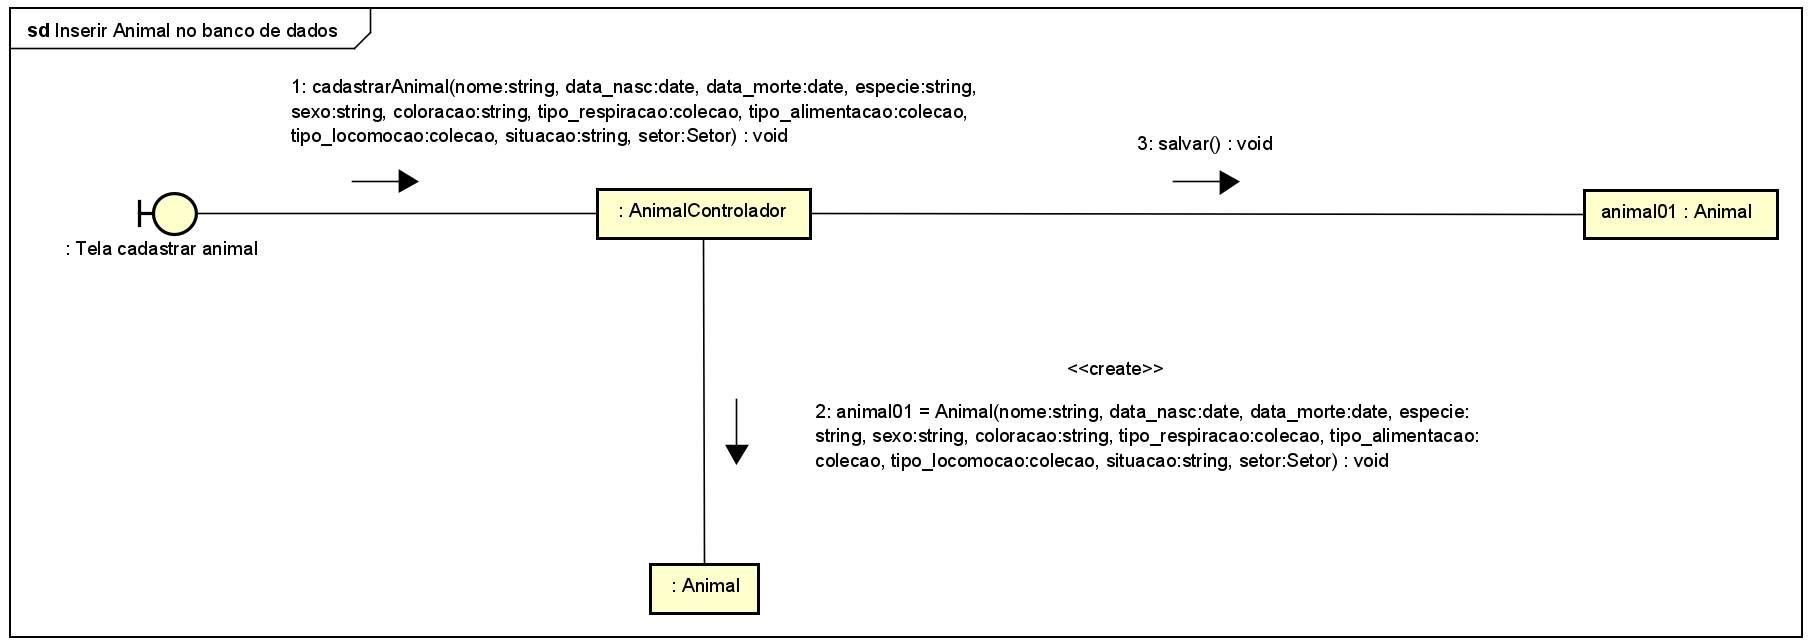 sd Inserir Animal no banco de dados
1: cadastrarAnimal(nome:string, data_nasc:date, data_morte:date, especie:string,
sexo:string, coloracao:string, tipo_respiracao:colecao, tipo_alimentacao:colecao,
tipo_locomocao:colecao, situacao:string, setor:Setor) : void
3: salvar() : void
: Tela cadastrar animal
: AnimalControlador
animal01 : Animal
<<create>>
2: animal01 = Animal(nome:string, data_nasc:date, data_morte:date, especie:
string, sexo:string, coloracao:string, tipo_respiracao:colecao, tipo_alimentacao:
colecao, tipo_locomocao:colecao, situacao:string, setor:Setor) : void
: Animal